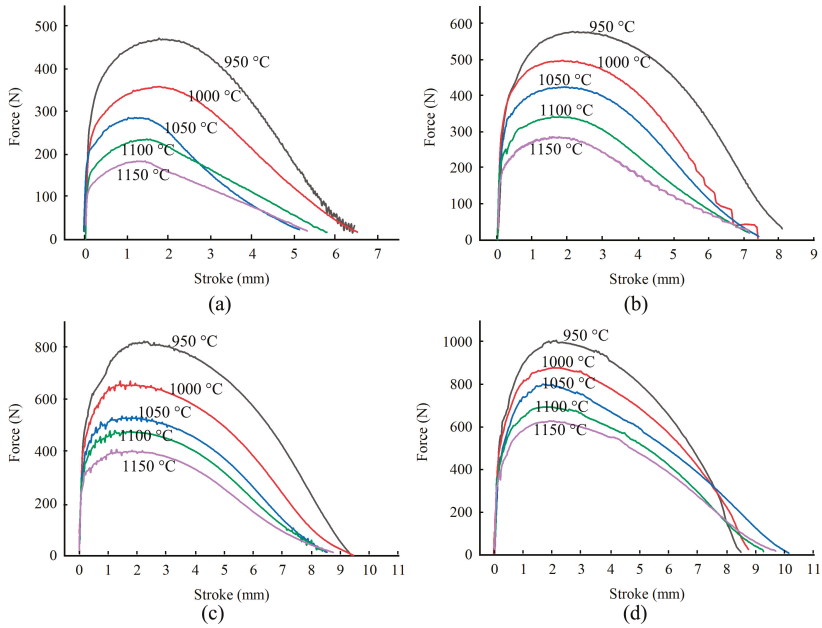 500
400
300
200
100
0
Force (N)
950 °C
1000 °C
1050 °C
1100 °C
1150 °C
0 1 2 3 4 5 6 7
Stroke (mm)
(a)
600
500
400
300
200
100
0
Force (N)
950 °C
1000 °C
1050 °C
1100 °C
1150 °C
0 1 2 3 4 5 6 7 8 9
Stroke (mm)
(b)
800
600
400
200
0
Force (N)
950 °C
1000 °C
1050 °C
1100 °C
1150 °C
0 1 2 3 4 5 6 7 8 9 10 11
Stroke (mm)
(c)
1000
800
600
400
200
0
Force (N)
950 °C
1000 °C
1050 °C
1100 °C
1150 °C
0 1 2 3 4 5 6 7 8 9 10 11
Stroke (mm)
(d)